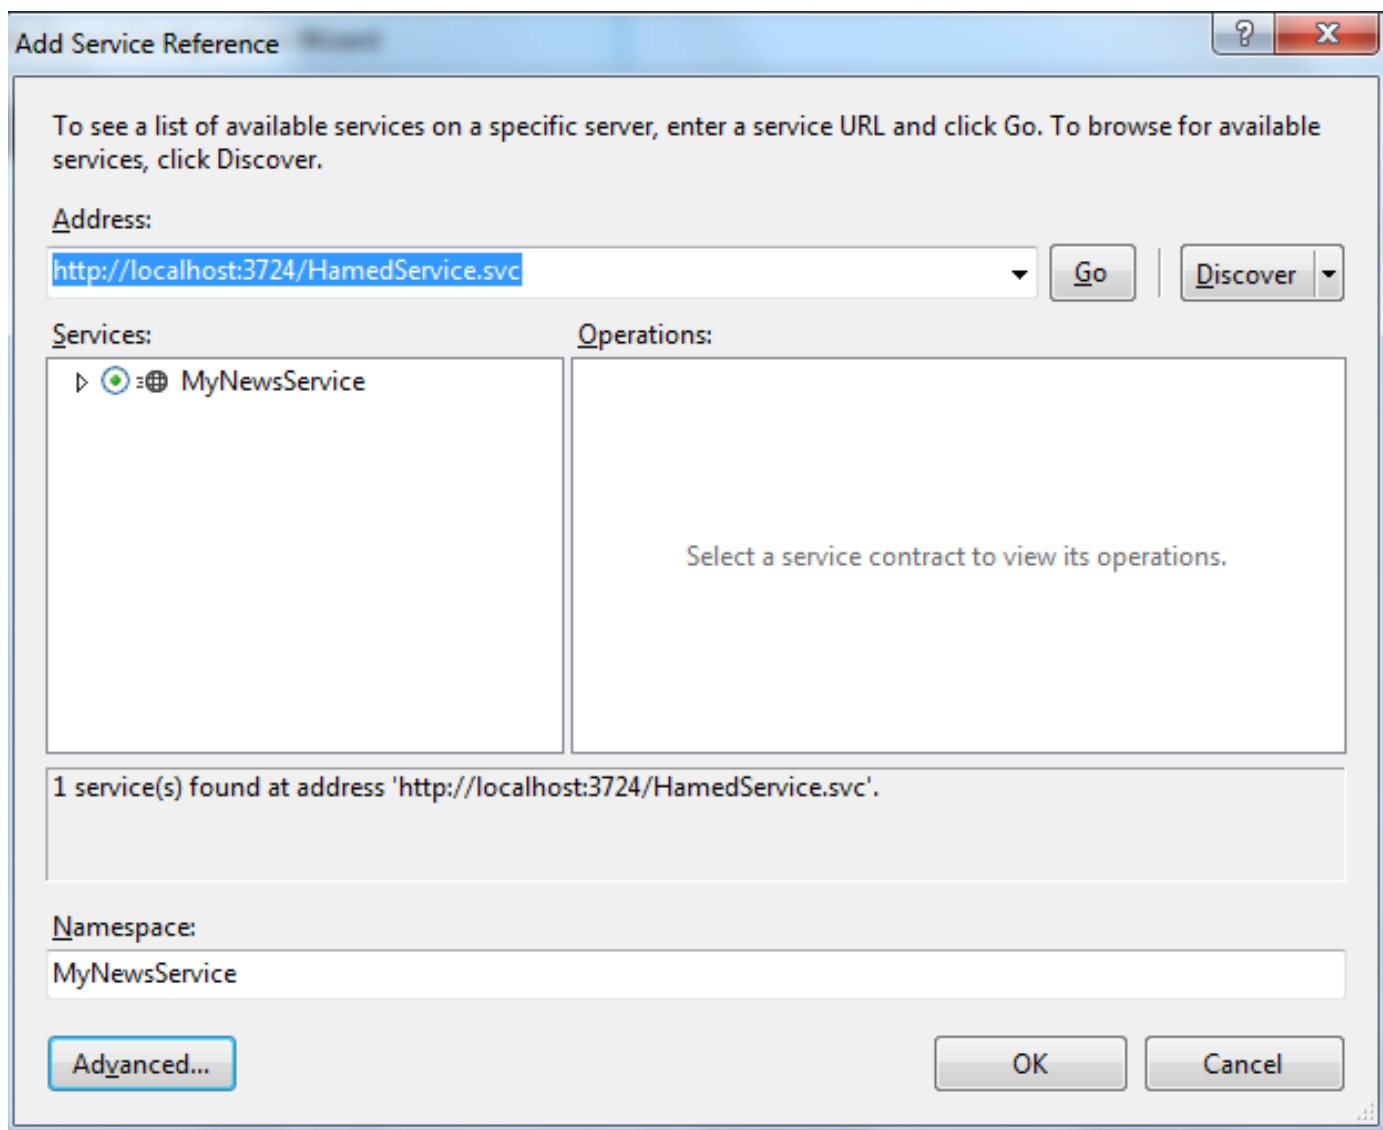 Add Service Reference
To see a list of available services on a specific server, enter a service URL and click Go. To browse for available
services, click Discover.
Address:
http://localhost:3724/HamedService.svc
Go
Discover
Services:
Operations:
MyNewsService
Select a service contract to view its operations.
1 service(s) found at address 'http://localhost:3724/HamedService.svc'.
Namespace:
MyNewsService
Advanced...
OK
Cancel